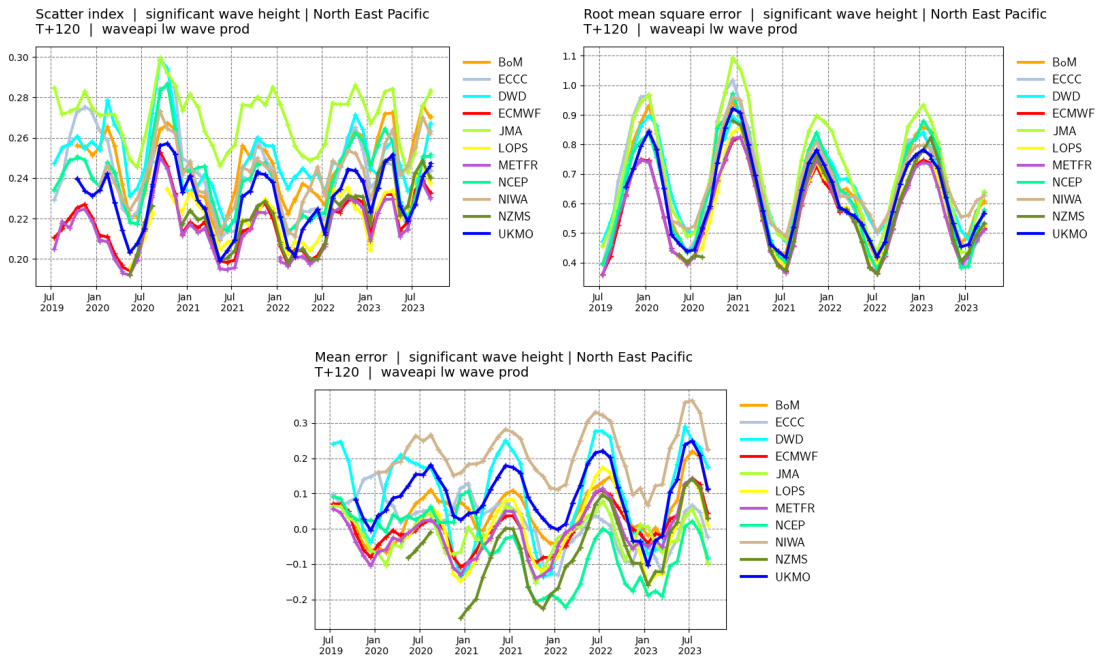 Scatter index | significant wave height | North East Pacific
T+120 | waveapi lw wave prod
0.30
0.28
0.26
0.24
0.22
0.20
Jul 2019
Jan 2020
Jul 2020
Jan 2021
Jul 2021
Jan 2022
Jul 2022
Jan 2023
Jul 2023
BoM
ECCC
DWD
ECMWF
JMA
LOPS
METFR
NCEP
NIWA
NZMS
UKMO
Root mean square error | significant wave height | North East Pacific
T+120 | waveapi lw wave prod
1.1
1.0
0.9
0.8
0.7
0.6
0.5
0.4
Jul 2019
Jan 2020
Jul 2020
Jan 2021
Jul 2021
Jan 2022
Jul 2022
Jan 2023
Jul 2023
BoM
ECCC
DWD
ECMWF
JMA
LOPS
METFR
NCEP
NIWA
NZMS
UKMO
Mean error | significant wave height | North East Pacific
T+120 | waveapi lw wave prod
0.3
0.2
0.1
0.0
−0.1
−0.2
Jul 2019
Jan 2020
Jul 2020
Jan 2021
Jul 2021
Jan 2022
Jul 2022
Jan 2023
Jul 2023
BoM
ECCC
DWD
ECMWF
JMA
LOPS
METFR
NCEP
NIWA
NZMS
UKMO